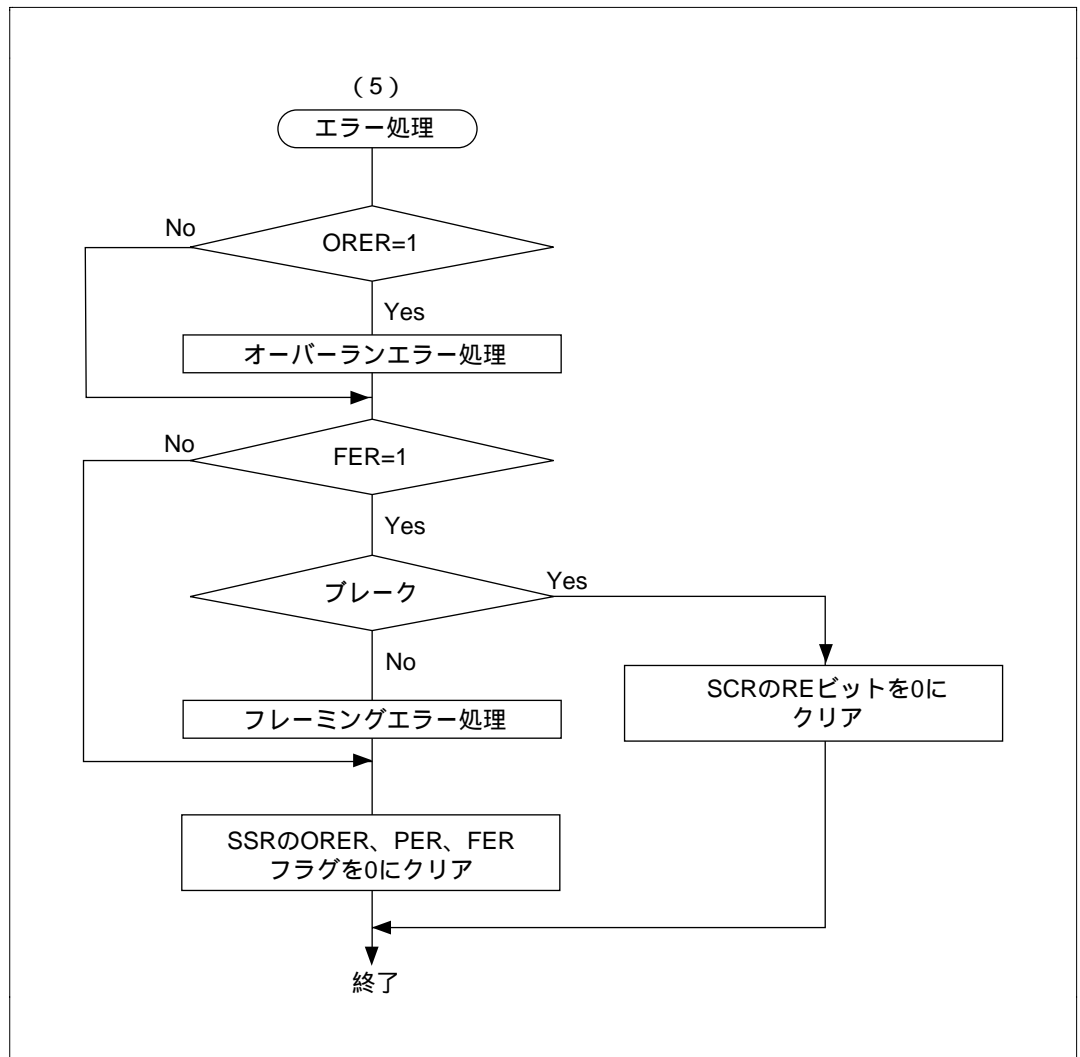 （5）
エラー処理
No
ORER=1
Yes
オーバーランエラー処理
No
FER=1
Yes
ブレーク
Yes
No
SCRのREビットを0に
クリア
フレーミングエラー処理
SSRのORER、PER、FER
フラグを0にクリア
終了